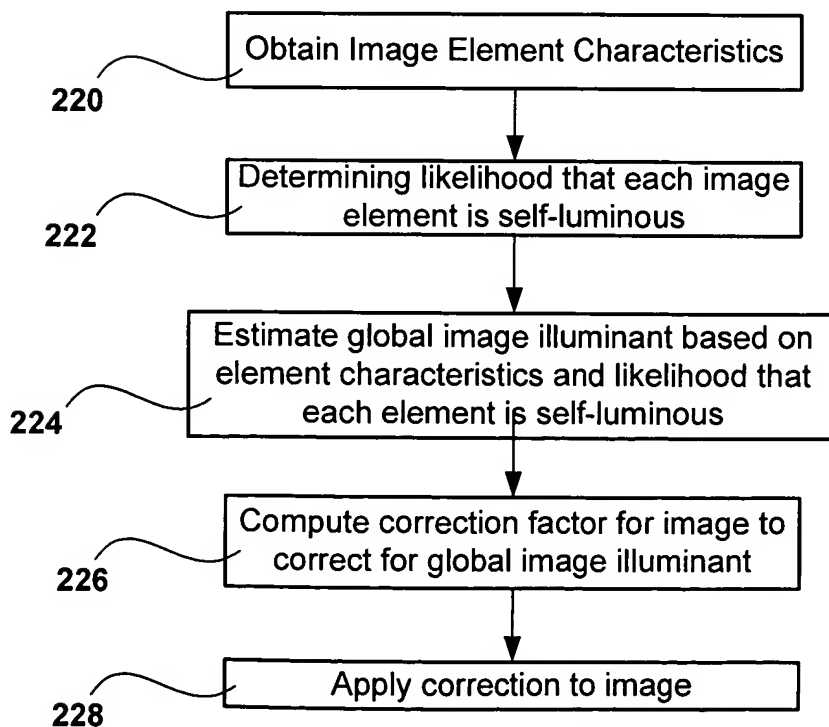 Obtain Image Element Characteristics
220
Determining likelihood that each image
element is self-luminous
222
Estimate global image illuminant based on
element characteristics and likelihood that
each element is self-luminous
224
Compute correction factor for image to
correct for global image illuminant
226
Apply correction to image
228